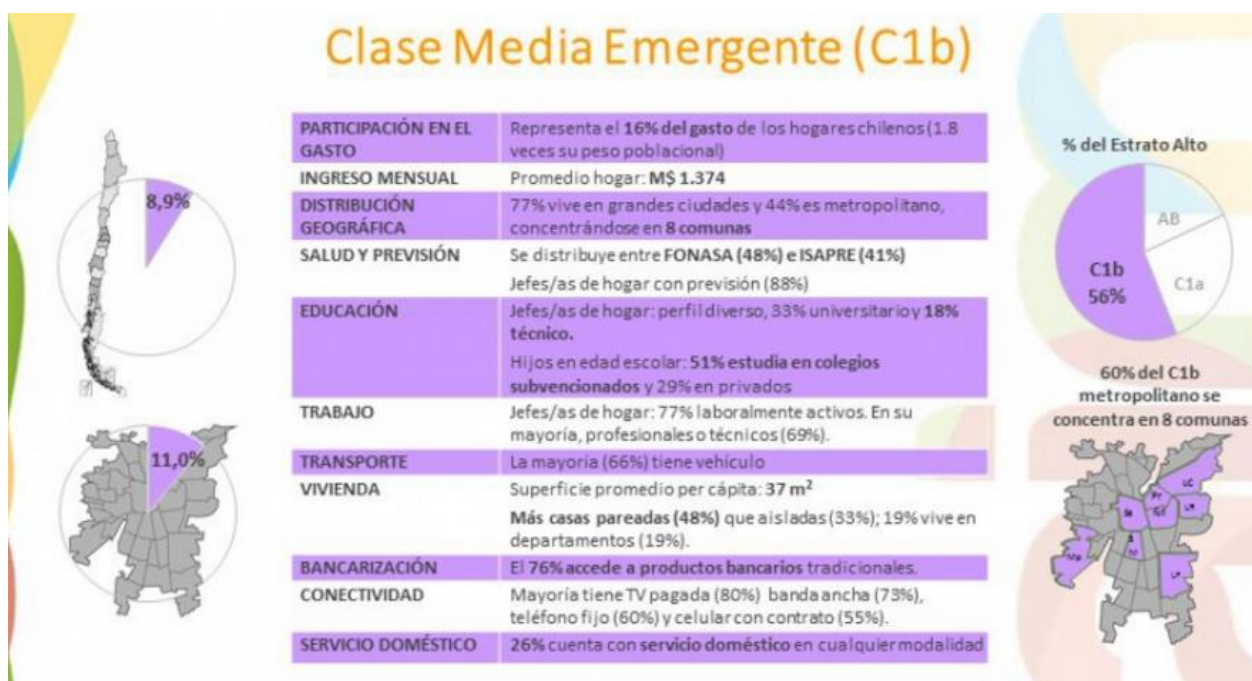 Clase Media Emergente (C1b)
8,9%
11,0%
PARTICIPACIÓN EN EL
GASTO
Representa el 16% del gasto de los hogares chilenos (1.8
veces su peso poblacional)
INGRESO MENSUAL
Promedio hogar: M$ 1.374
DISTRIBUCIÓN
GEOGRÁFICA
77% vive en grandes ciudades y 44% es metropolitano,
concentrándose en 8 comunas
SALUD Y PREVISIÓN
Se distribuye entre FONASA (48%) e ISAPRE (41%)
Jefes/as de hogar con previsión (88%)
EDUCACIÓN
Jefes/as de hogar: perfil diverso, 33% universitario y 18%
técnico.
Hijos en edad escolar: 51% estudia en colegios
subvencionados y 29% en privados
TRABAJO
Jefes/as de hogar: 77% laboralmente activos. En su
mayoría, profesionales o técnicos (69%).
TRANSPORTE
La mayoría (66%) tiene vehículo
VIVIENDA
Superficie promedio per cápita: 37 m²
Más casas pareadas (48%) que aisladas (33%); 19% vive en
departamentos (19%).
BANCARIZACIÓN
El 76% accede a productos bancarios tradicionales.
CONECTIVIDAD
Mayoría tiene TV pagada (80%) banda ancha (73%),
teléfono fijo (60%) y celular con contrato (55%).
SERVICIO DOMÉSTICO
26% cuenta con servicio doméstico en cualquier modalidad
% del Estrato Alto
AB
C1a
C1b
56%
60% del C1b
metropolitano se
concentra en 8 comunas
LC